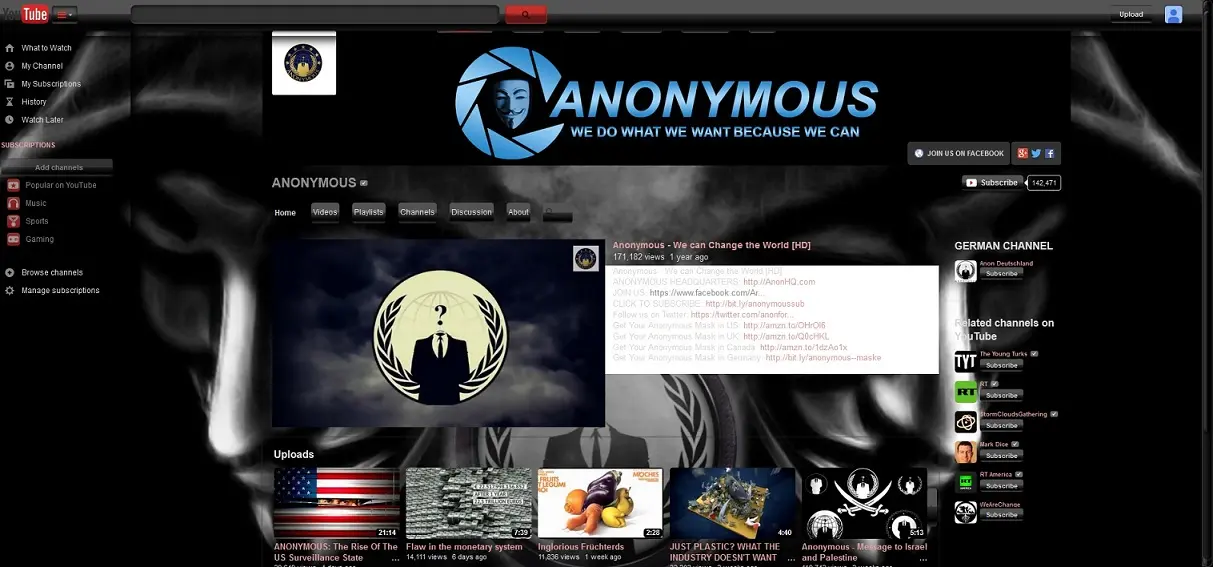 YouTube
Upload
What to Watch
My Channel
My Subscriptions
History
Watch Later
SUBSCRIPTIONS
Add channels
Popular on YouTube
Music
Sports
Gaming
Browse channels
Manage subscriptions
ANONYMOUS
WE DO WHAT WE WANT BECAUSE WE CAN
JOIN US ON FACEBOOK
ANONYMOUS
Subscribe 142,471
Home Videos Playlists Channels Discussion About
?
Anonymous - We can Change the World [HD]
171,182 views 1 year ago
Anonymous - We can Change the World [HD]
ANONYMOUS HEADQUARTERS: http://AnonHQ.com
JOIN US: https://www.facebook.com/Ar...
CLICK TO SUBSCRIBE: http://bit.ly/anonymoussub
Follow us on Twitter: https://twitter.com/anonfor...
Get Your Anonymous Mask in US: http://amzn.to/OHrOl6
Get Your Anonymous Mask in UK: http://amzn.to/Q0cHKL
Get Your Anonymous Mask in Canada: http://amzn.to/1dzAo1x
Get Your Anonymous Mask in Germany: http://bit.ly/anonymous--maske
GERMAN CHANNEL
Anon Deutschland
Subscribe
Related channels on
YouTube
TYT
The Young Turks
Subscribe
RT
RT
Subscribe
StormCloudsGathering
Subscribe
Mark Dice
Subscribe
RT
RT America
Subscribe
WeAreChange
Subscribe
Uploads
21:14
AFTER 1 YEAR
7:39
MOCHES
2:28
4:40
5:13
ANONYMOUS: The Rise Of The
US Surveillance State ...
Flaw in the monetary system
14,111 views 6 days ago
Inglorious Früchterds
11,836 views 1 week ago
JUST PLASTIC? WHAT THE
INDUSTRY DOESN'T WANT ...
Anonymous - Message to Israel
and Palestine ...